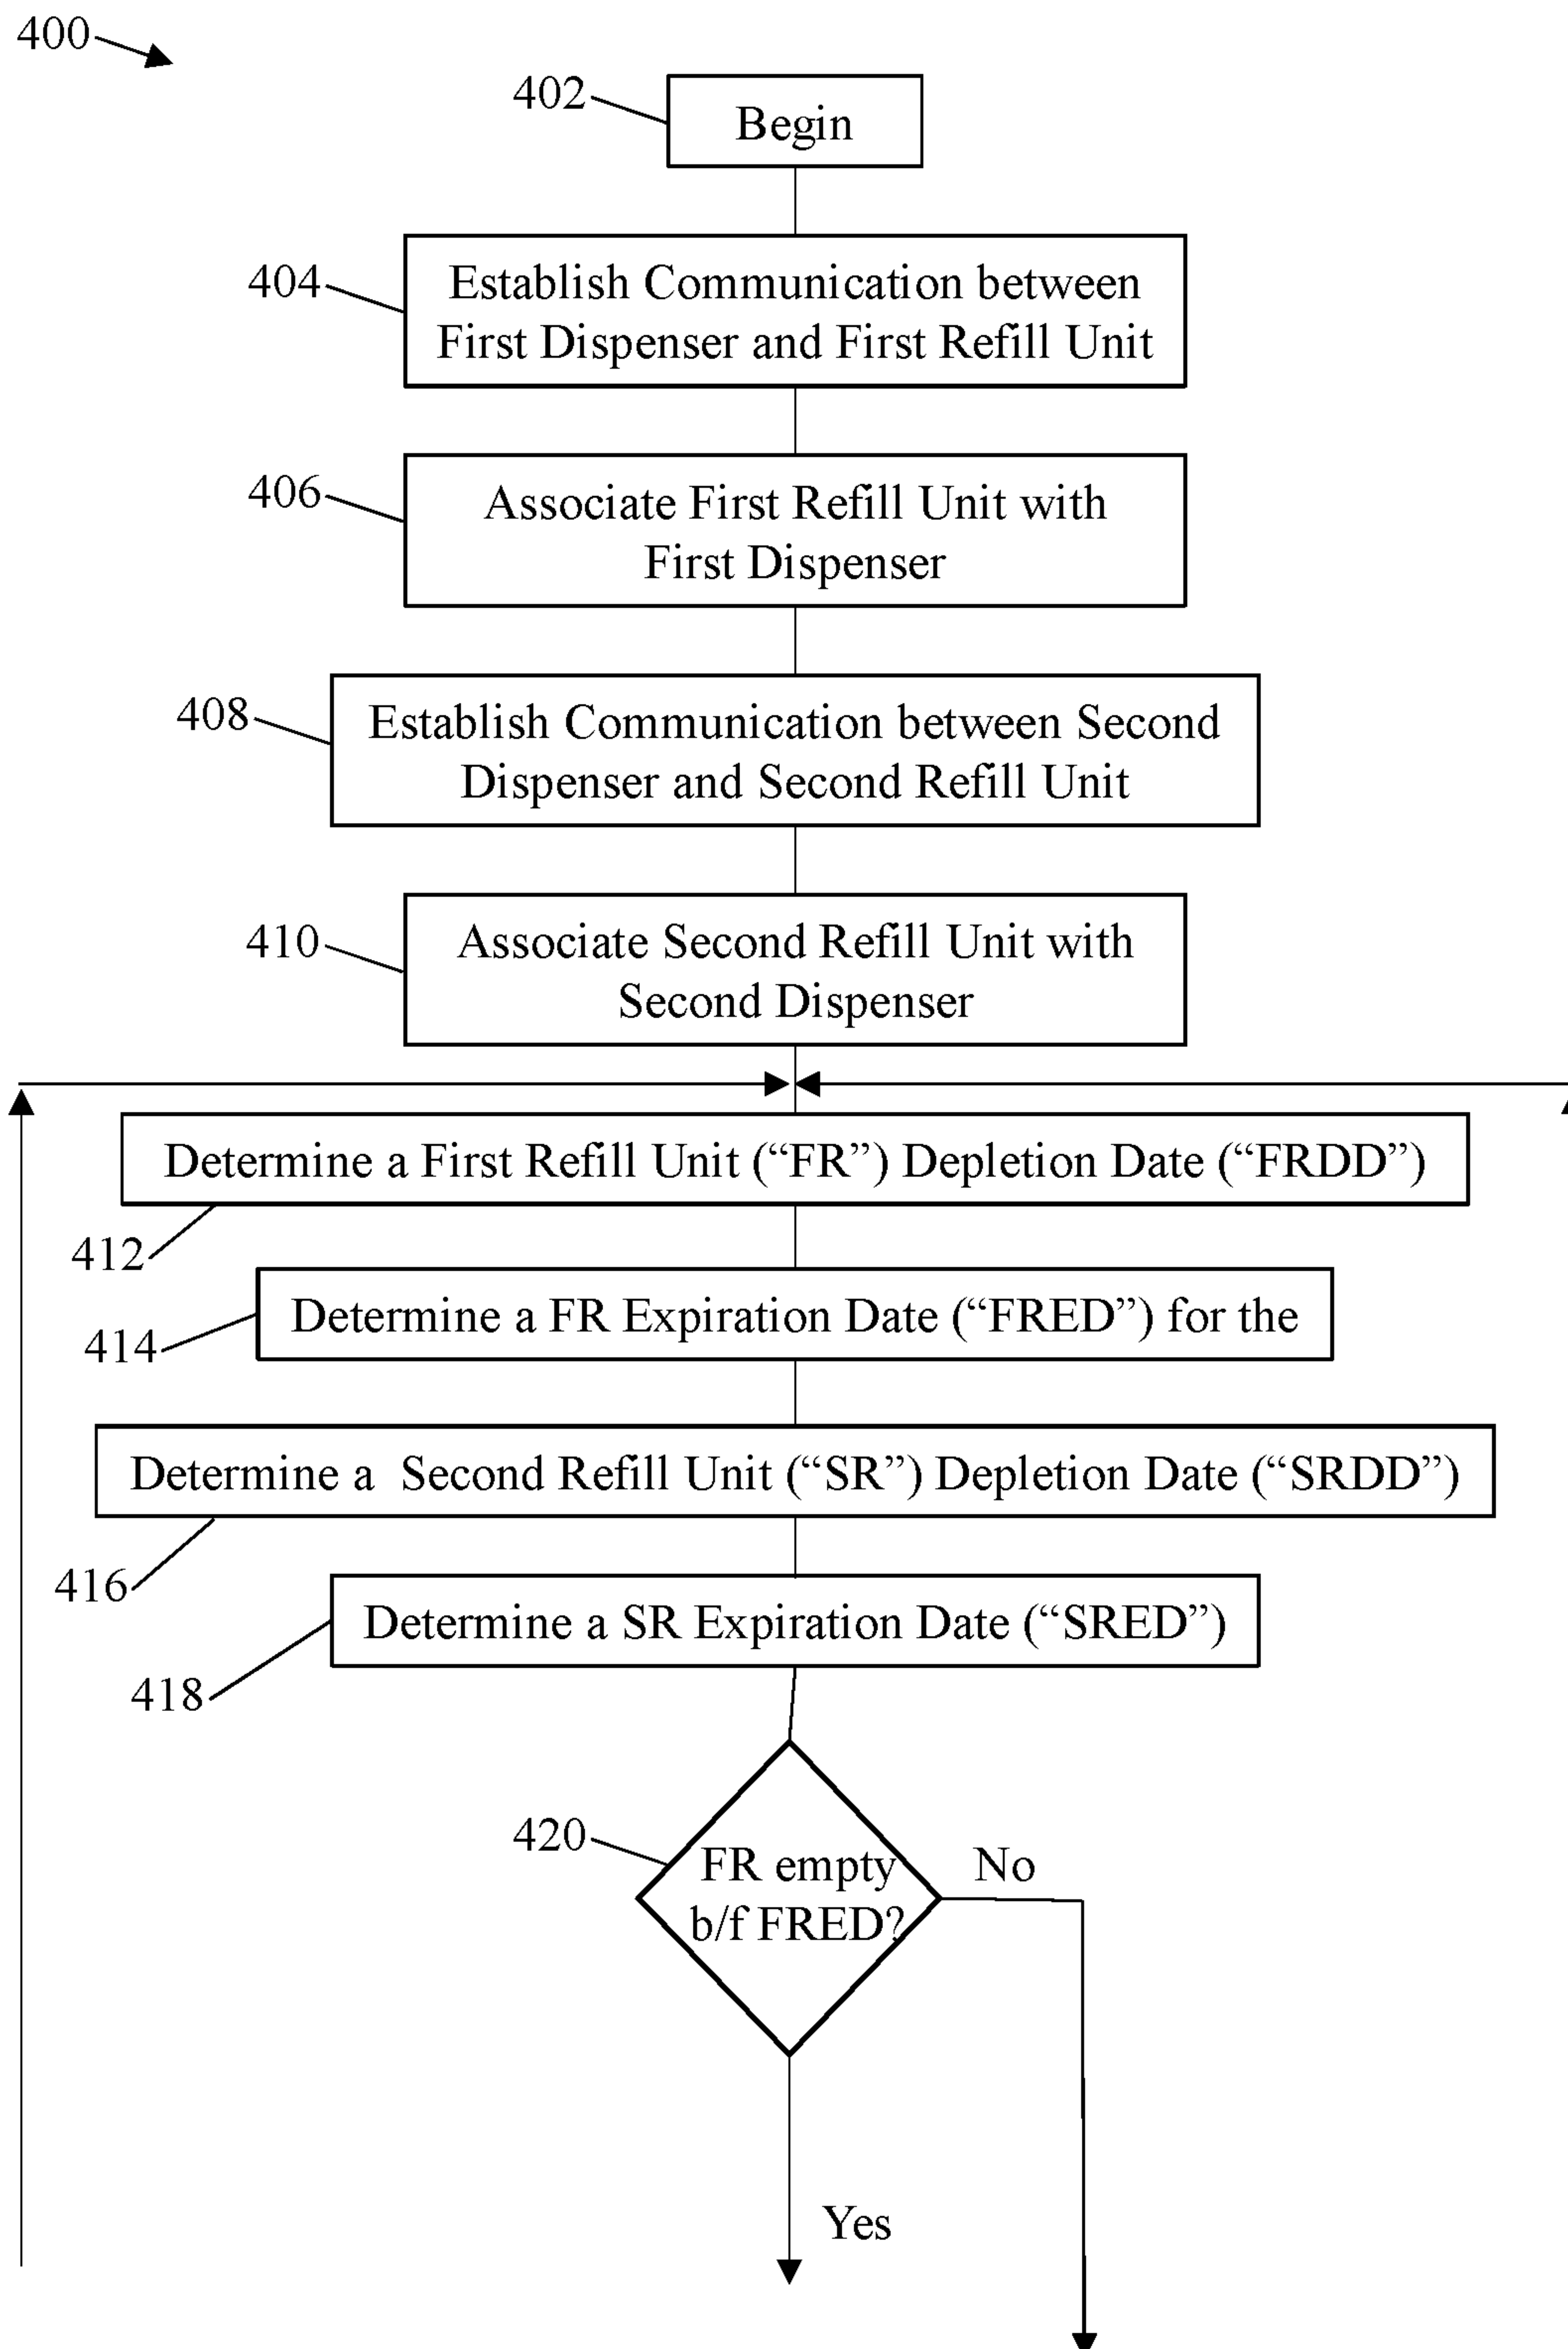 400
402
Begin
404
Establish Communication between
First Dispenser and First Refill Unit
406
Associate First Refill Unit with
First Dispenser
408
Establish Communication between Second
Dispenser and Second Refill Unit
410
Associate Second Refill Unit with
Second Dispenser
Determine a First Refill Unit (“FR”) Depletion Date (“FRDD”)
412
Determine a FR Expiration Date (“FRED”) for the
414
Determine a  Second Refill Unit (“SR”) Depletion Date (“SRDD”)
416
Determine a SR Expiration Date (“SRED”)
418
420
FR empty
b/f FRED?
No
Yes